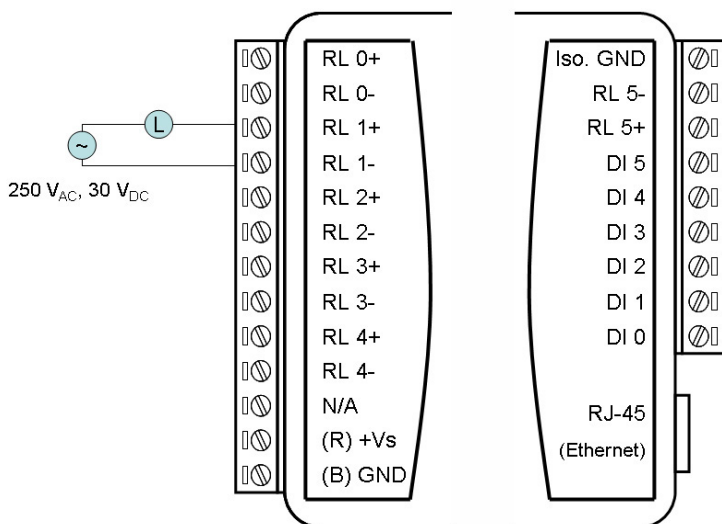 RL 0+
RL 0-
RL 1+
RL 1-
RL 2+
RL 2-
RL 3+
RL 3-
RL 4+
RL 4-
N/A
(R) +Vs
(B) GND
L
~
250 VAC, 30 VDC
Iso. GND
RL 5-
RL 5+
DI 5
DI 4
DI 3
DI 2
DI 1
DI 0
RJ-45
(Ethernet)